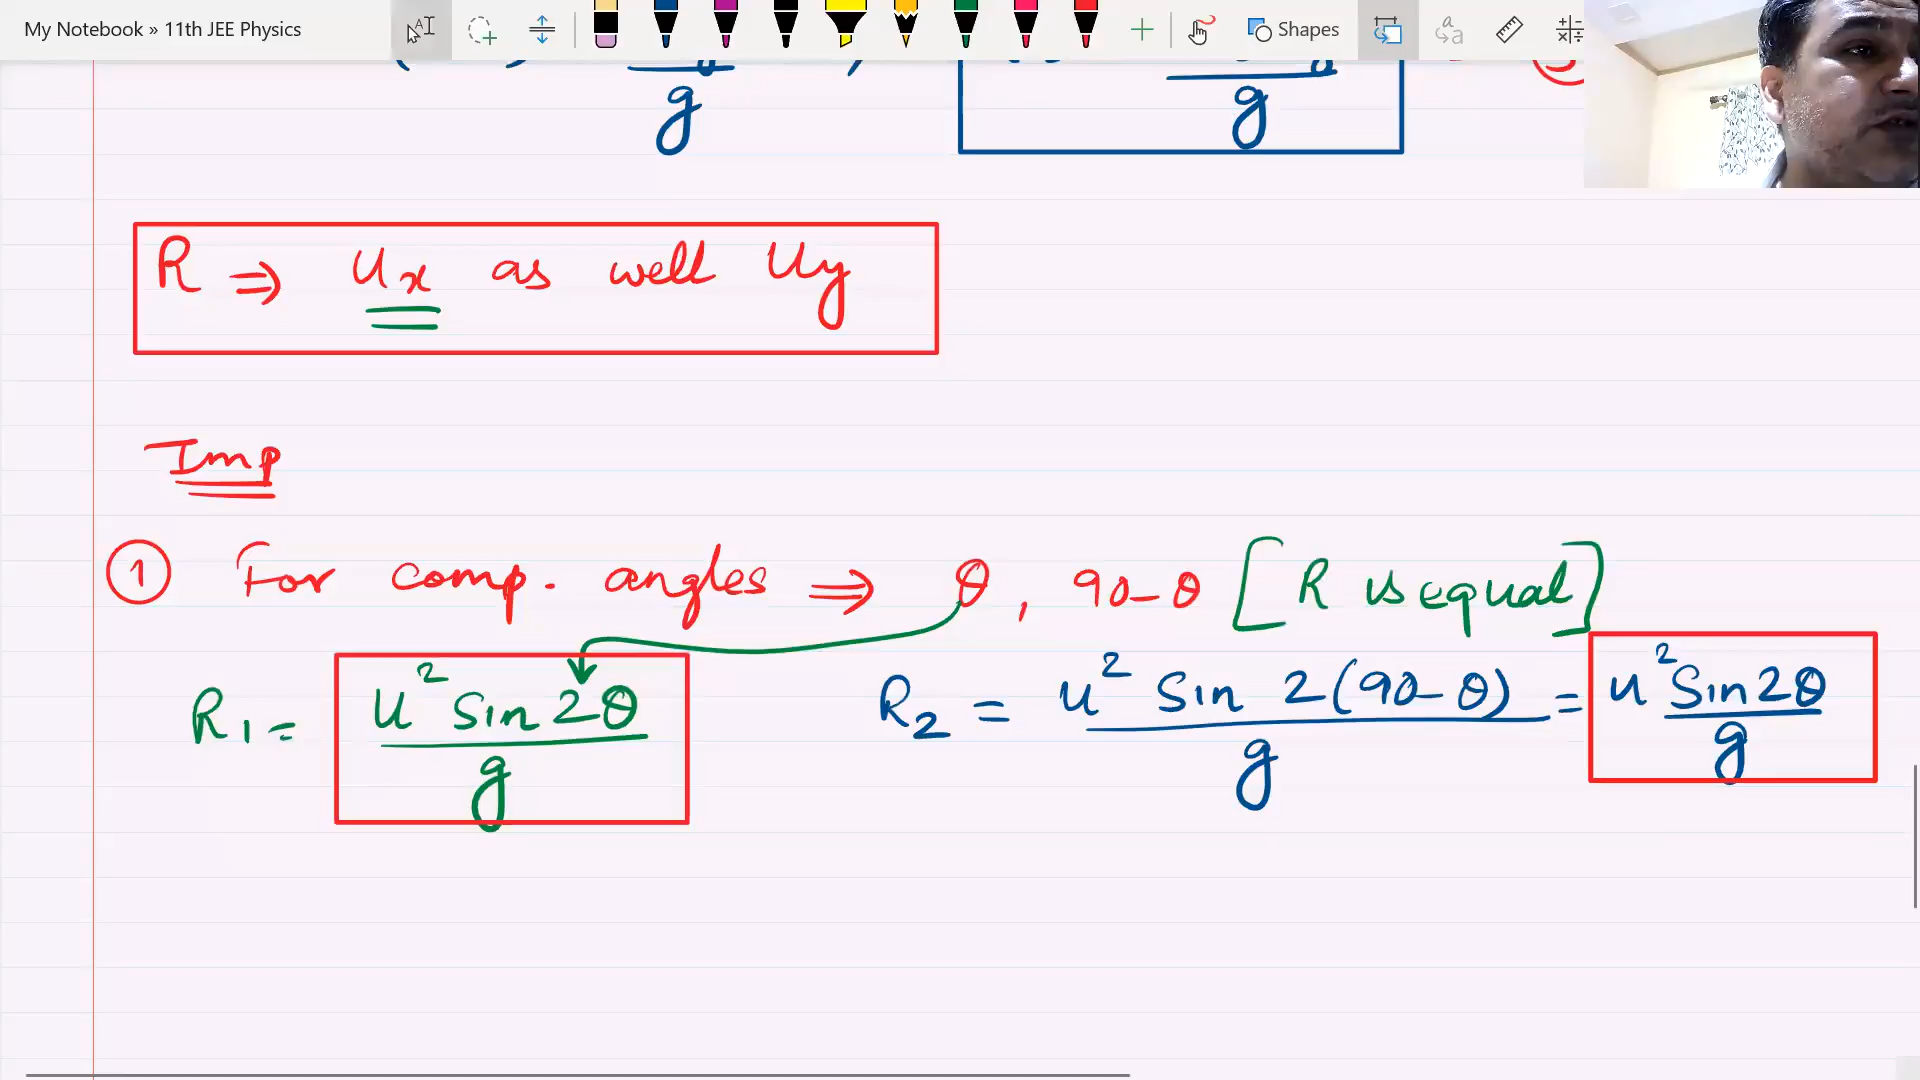 My Notebook » 11th JEE Physics
Shapes
g g
R ⇒ Ux as well Uy
Imp
① For comp. angles ⇒ θ, 90-θ [R is equal]
R1 = u² Sin 2θ / g
R2 = u² Sin 2(90-θ) / g = u² Sin 2θ / g